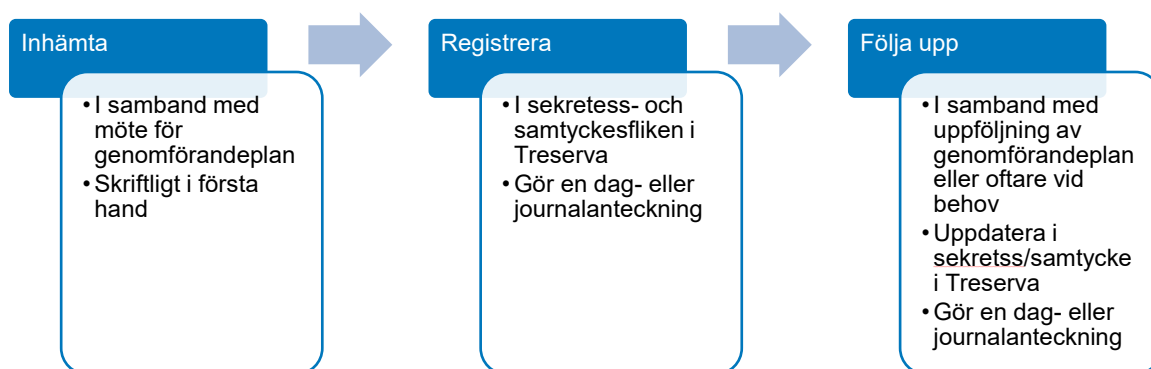 Inhämta
• I samband med
möte för
genomförandeplan
• Skriftligt i första
hand
Registrera
• I sekretess- och
samtyckesfliken i
Treserva
• Gör en dag- eller
journalanteckning
Följa upp
• I samband med
uppföljning av
genomförandeplan
eller oftare vid
behov
• Uppdatera i
sekretss/samtycke
i Treserva
• Gör en dag- eller
journalanteckning